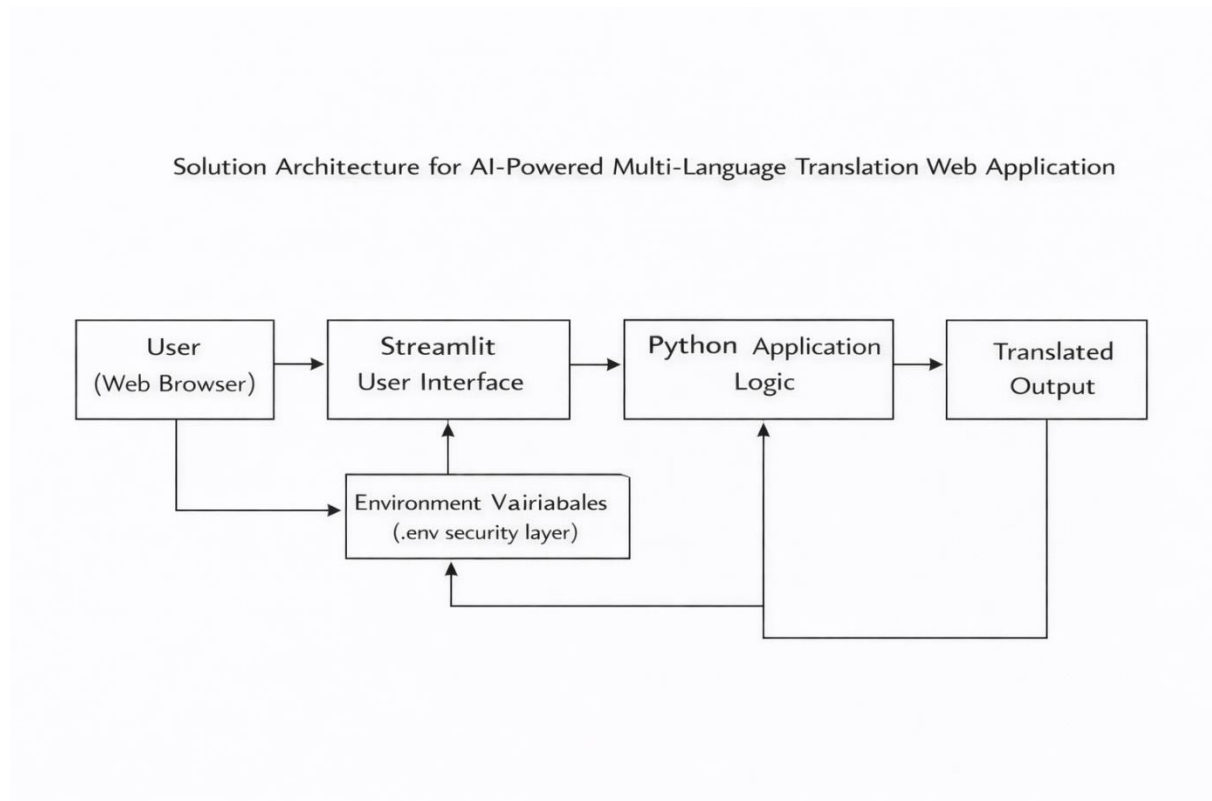 Solution Architecture for AI-Powered Multi-Language Translation Web Application
User
(Web Browser)
Streamlit
User Interface
Python Application
Logic
Translated
Output
Environment Vairiabales
(.env security layer)